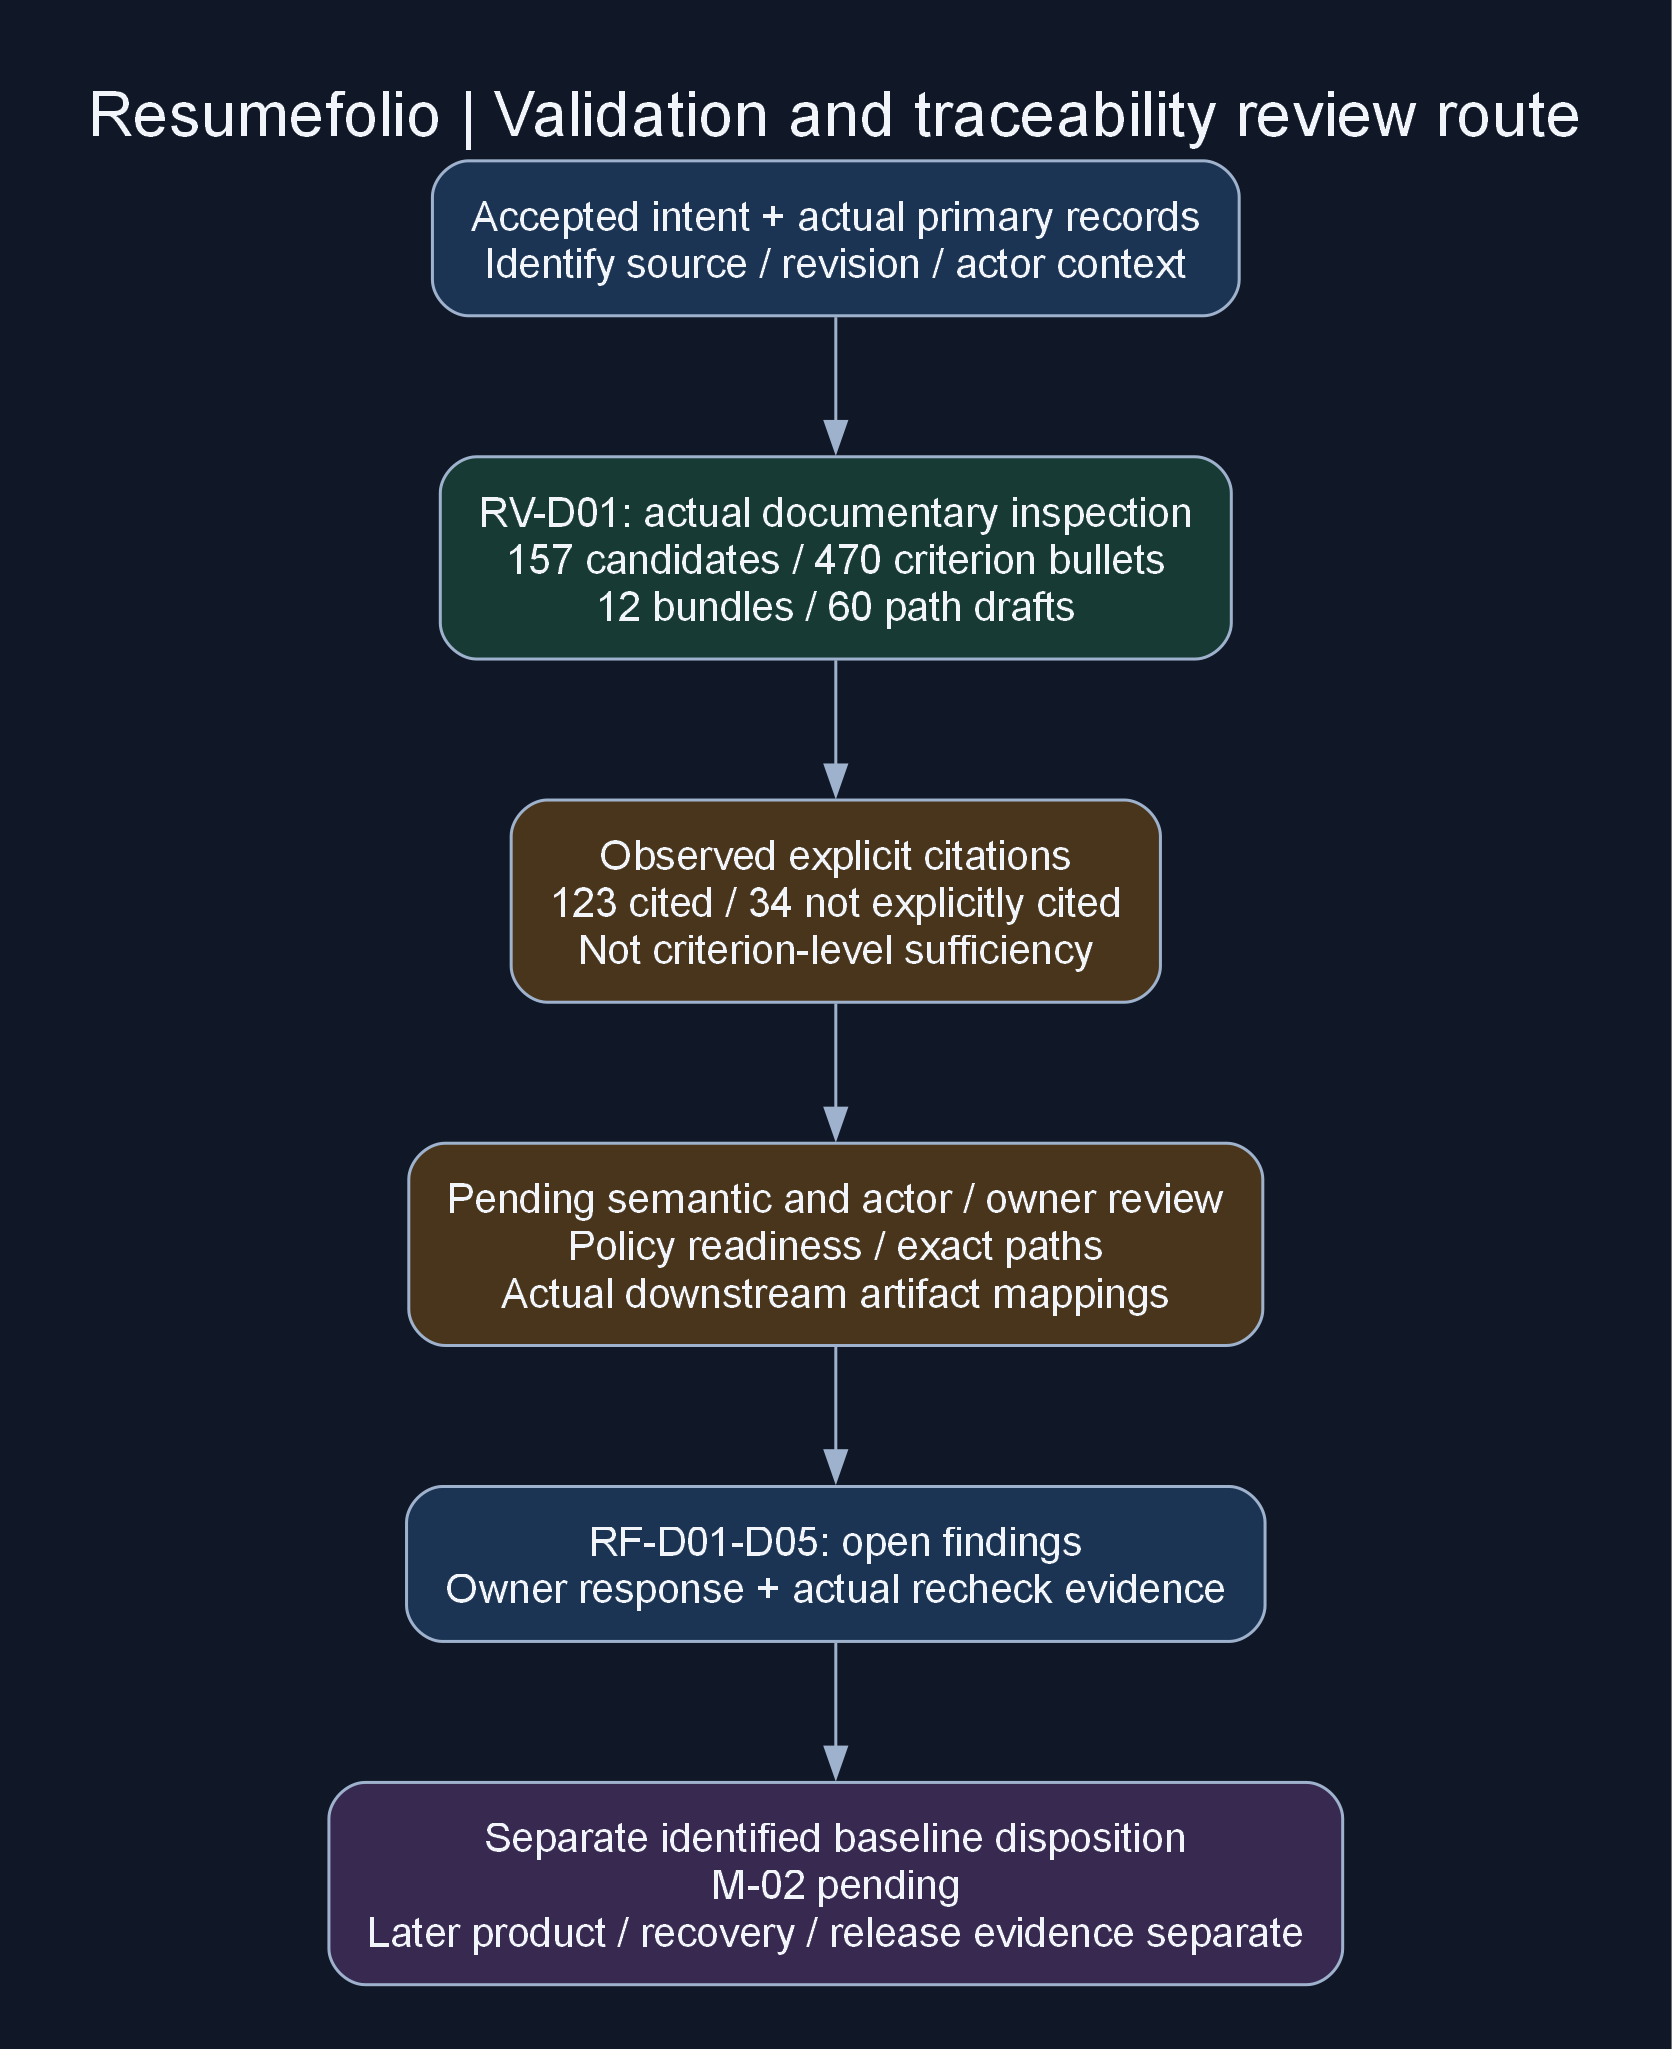 Resumefolio | Validation and traceability review route
Accepted intent + actual primary records
Identify source / revision / actor context
RV-D01: actual documentary inspection
157 candidates / 470 criterion bullets
12 bundles / 60 path drafts
Observed explicit citations
123 cited / 34 not explicitly cited
Not criterion-level sufficiency
Pending semantic and actor / owner review
Policy readiness / exact paths
Actual downstream artifact mappings
RF-D01-D05: open findings
Owner response + actual recheck evidence
Separate identified baseline disposition
M-02 pending
Later product / recovery / release evidence separate